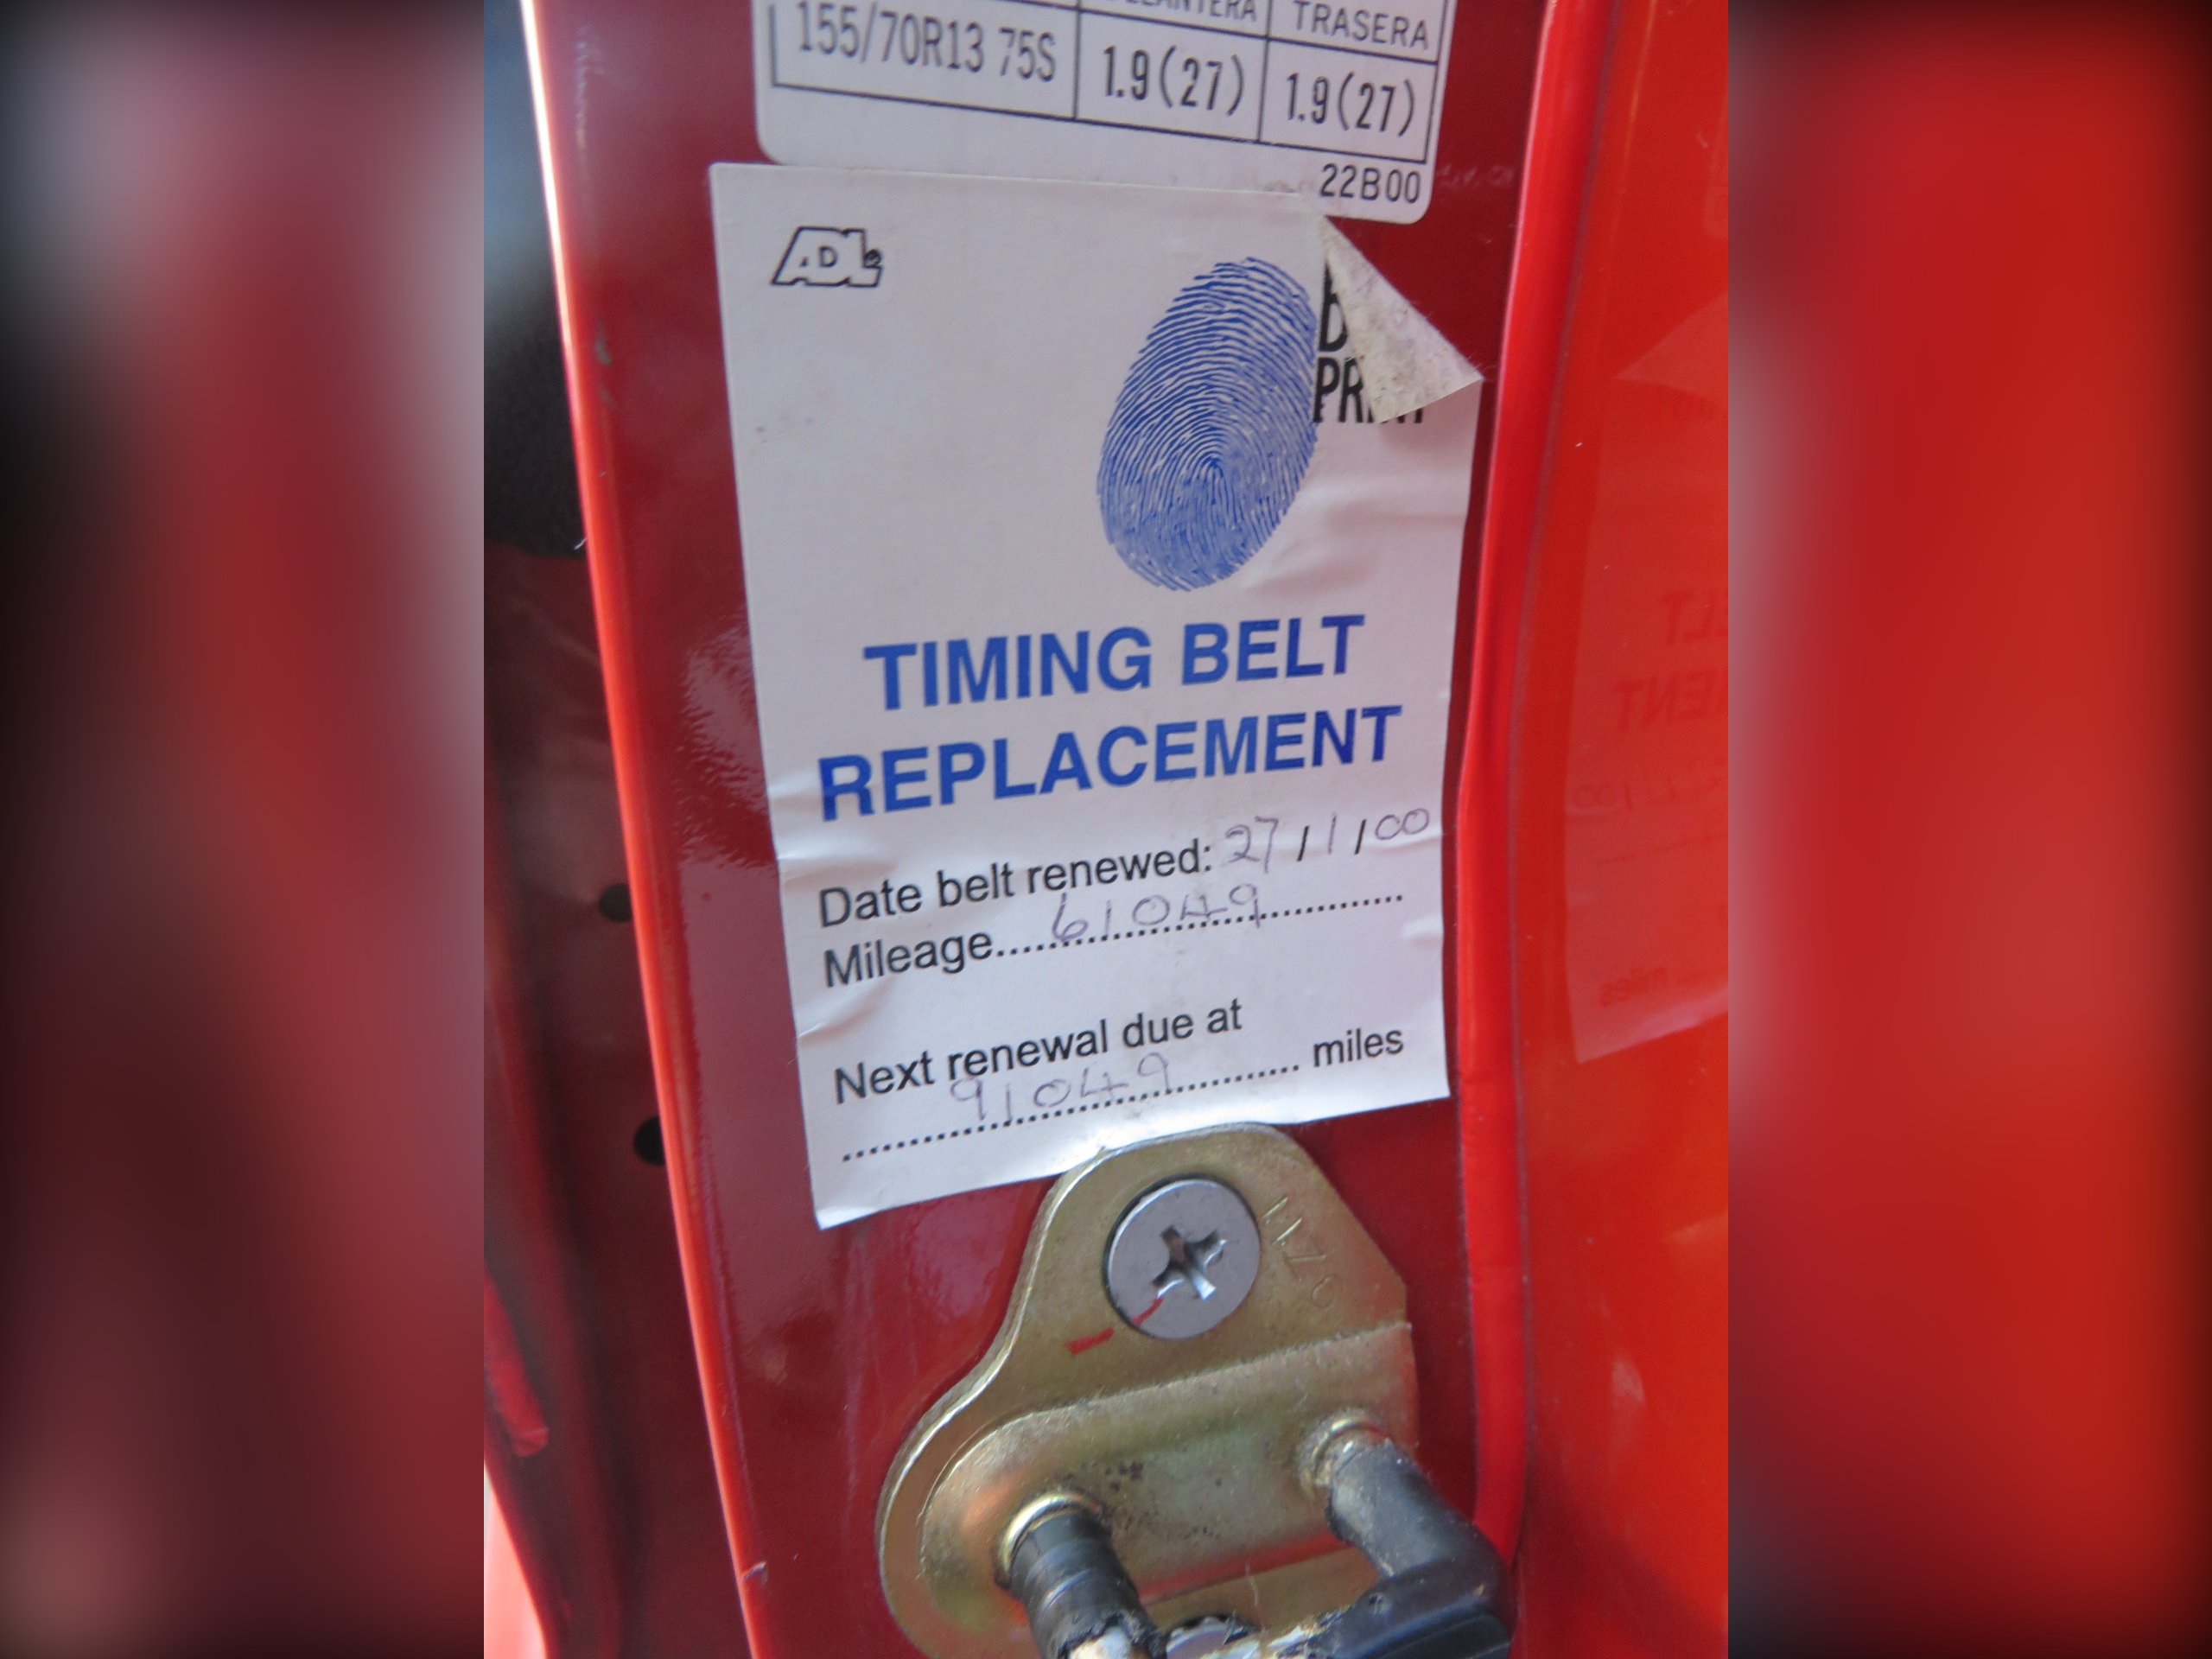 TRASERA
155/70R13 75S 1.9(27) 1.9(27)
22B00
ADL
TIMING BELT
REPLACEMENT
Date belt renewed: 27/1/00
Mileage......61049..............
Next renewal due at
......91049.............. miles